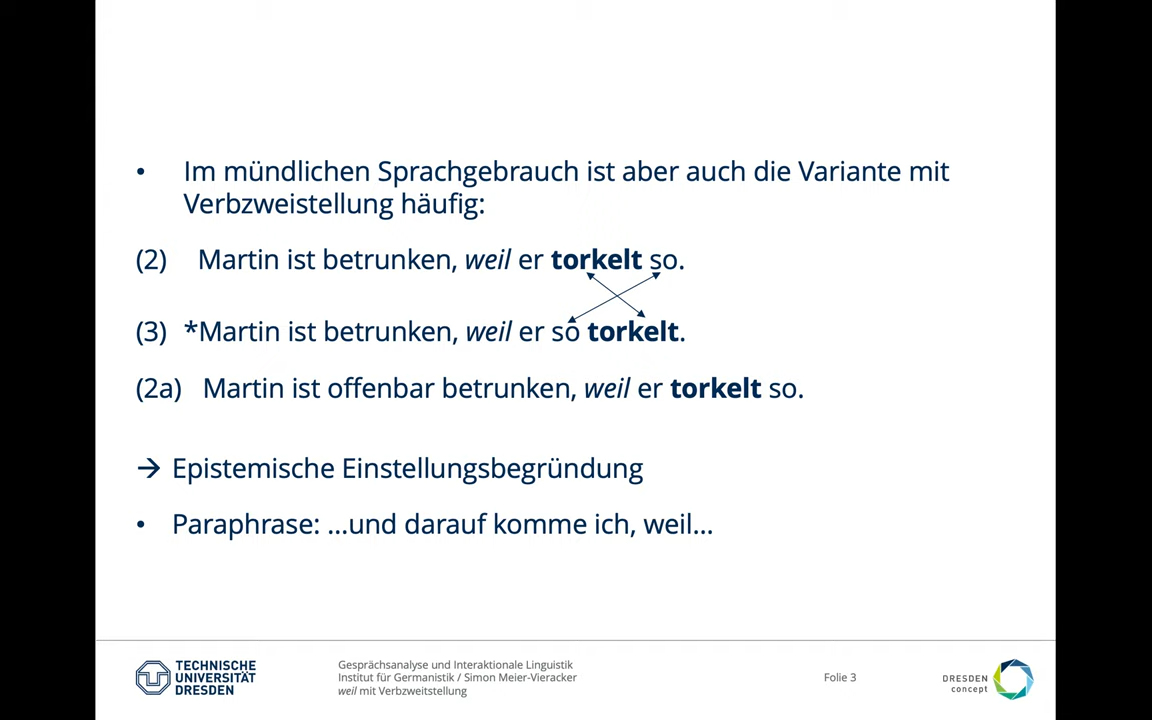 • Im mündlichen Sprachgebrauch ist aber auch die Variante mit
Verbzweistellung häufig:
(2) Martin ist betrunken, weil er torkelt so.
(3) *Martin ist betrunken, weil er so torkelt.
(2a) Martin ist offenbar betrunken, weil er torkelt so.
→ Epistemische Einstellungsbegründung
• Paraphrase: …und darauf komme ich, weil…
TECHNISCHE
UNIVERSITÄT
DRESDEN
Gesprächsanalyse und Interaktionale Linguistik
Institut für Germanistik / Simon Meier-Vieracker
weil mit Verbzweitstellung
Folie 3
DRESDEN
concept